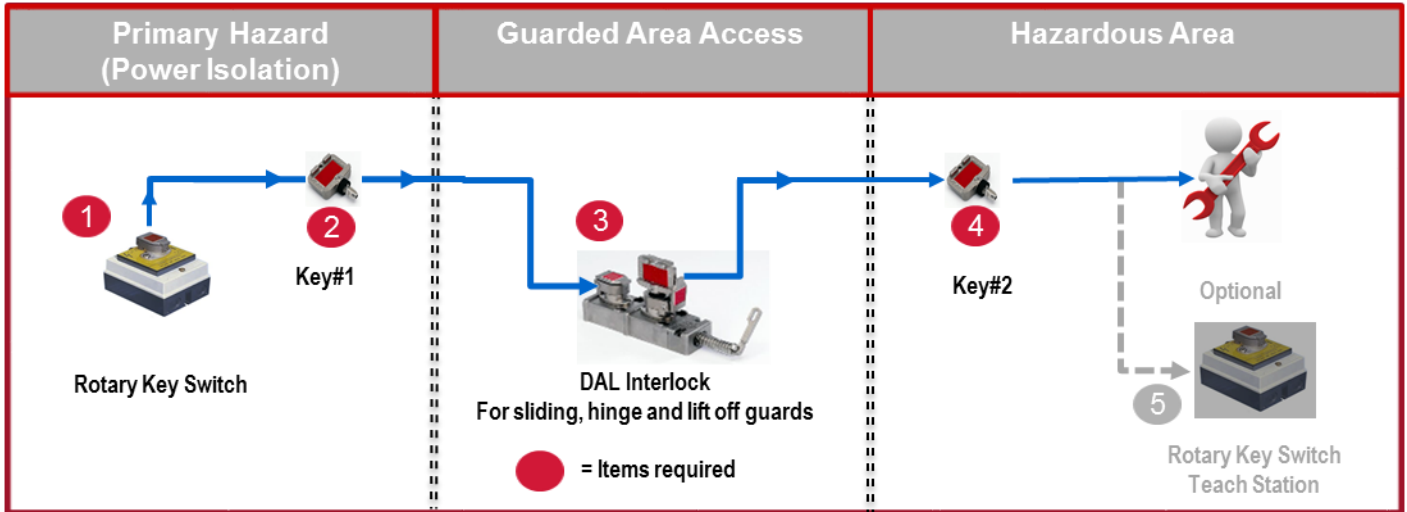 Primary Hazard
(Power Isolation)
Guarded Area Access
Hazardous Area
1
2
Key#1
Rotary Key Switch
3
DAL Interlock
For sliding, hinge and lift off guards
= Items required
4
Key#2
Optional
5
Rotary Key Switch
Teach Station